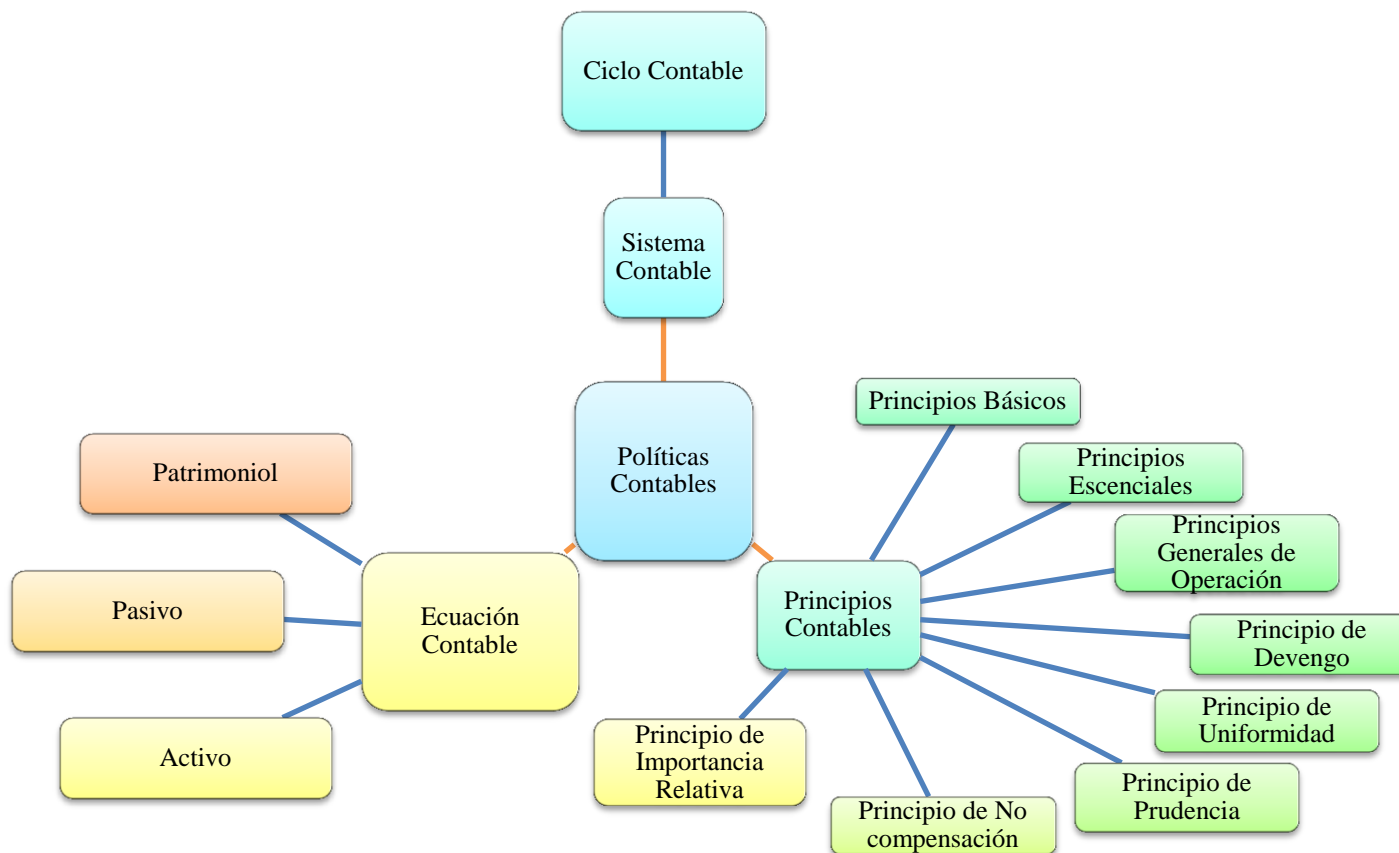 Ciclo Contable
Sistema
Contable
Políticas
Contables
Principios Básicos
Principios
Escenciales
Principios
Generales de
Operación
Principio de
Devengo
Principio de
Uniformidad
Principio de
Prudencia
Principio de No
compensación
Principio de
Importancia
Relativa
Principios
Contables
Ecuación
Contable
Patrimoniol
Pasivo
Activo